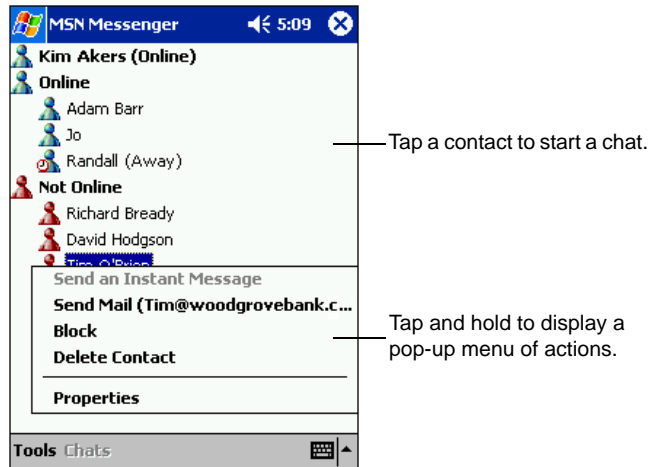 MSN Messenger 5:09
Kim Akers (Online)
Online
Adam Barr
Jo
Randall (Away)
Tap a contact to start a chat.
Not Online
Richard Bready
David Hodgson
Tim O'Brien
Send an Instant Message
Send Mail (Tim@woodgrovebank.c...
Block
Delete Contact
Properties
Tap and hold to display a
pop-up menu of actions.
Tools Chats